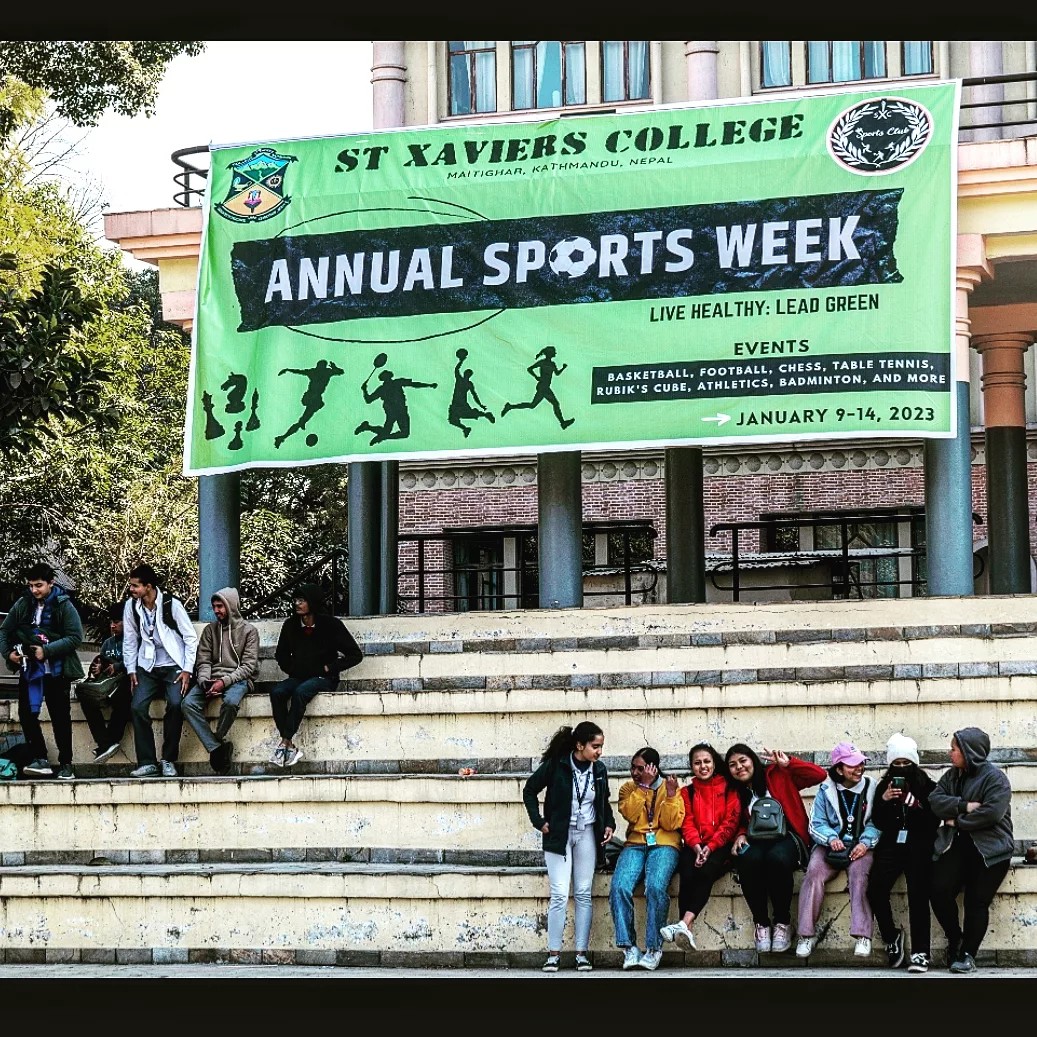 ST XAVIERS COLLEGE
MAITIGHAR, KATHMANDU, NEPAL
SXC
Sports Club
ANNUAL SPORTS WEEK
LIVE HEALTHY: LEAD GREEN
EVENTS
BASKETBALL, FOOTBALL, CHESS, TABLE TENNIS,
RUBIK'S CUBE, ATHLETICS, BADMINTON, AND MORE
JANUARY 9-14, 2023